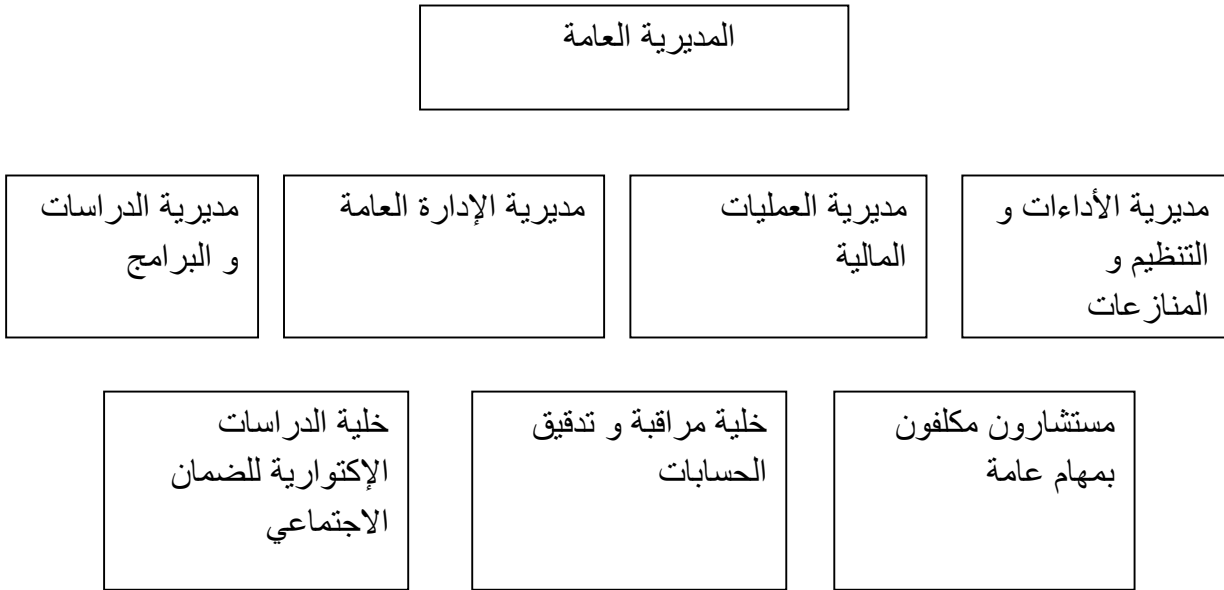 المديرية العامة
مديرية الأداءات و
التنظيم و
المنازعات
مديرية العمليات
المالية
مديرية الإدارة العامة
مديرية الدراسات
و البرامج
مستشارون مكلفون
بمهام عامة
خلية مراقبة و تدقيق
الحسابات
خلية الدراسات
الإكتوارية للضمان
الاجتماعي